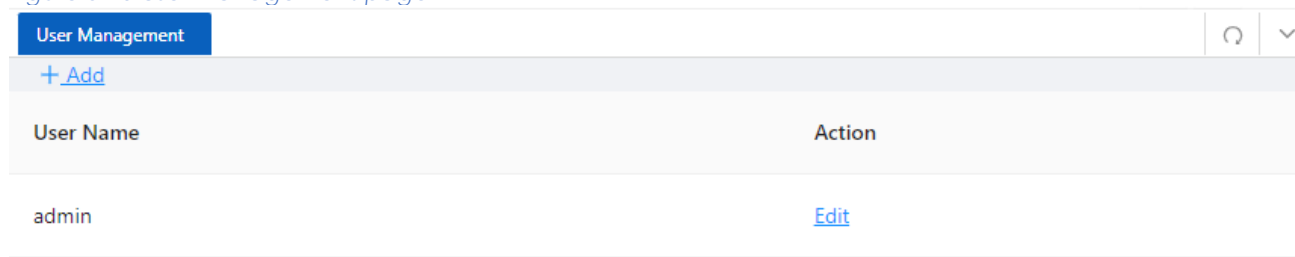 User Management
+ Add
User Name Action
admin Edit